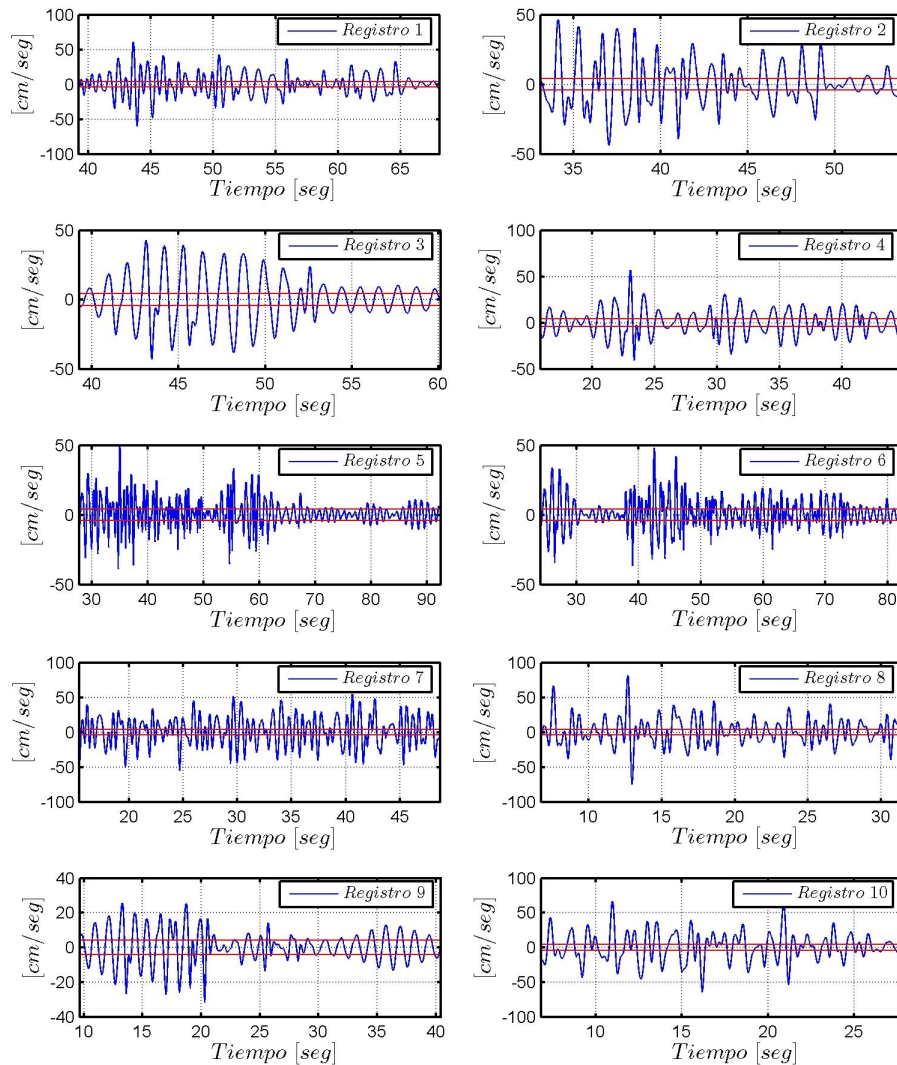 Registro 1
[cm/seg]
100
50
0
-50
-100
40 45 50 55 60 65
Tiempo [seg]
Registro 2
[cm/seg]
50
0
-50
35 40 45 50
Tiempo [seg]
Registro 3
[cm/seg]
50
0
-50
40 45 50 55 60
Tiempo [seg]
Registro 4
[cm/seg]
100
50
0
-50
20 30 40
Tiempo [seg]
Registro 5
[cm/seg]
50
0
-50
30 40 50 60 70 80 90
Tiempo [seg]
Registro 6
[cm/seg]
50
0
-50
30 40 50 60 70 80
Tiempo [seg]
Registro 7
[cm/seg]
100
50
0
-50
-100
20 25 30 35 40 45
Tiempo [seg]
Registro 8
[cm/seg]
100
50
0
-50
-100
10 15 20 25 30
Tiempo [seg]
Registro 9
[cm/seg]
40
20
0
-20
-40
10 15 20 25 30 35 40
Tiempo [seg]
Registro 10
[cm/seg]
100
50
0
-50
-100
10 15 20 25
Tiempo [seg]